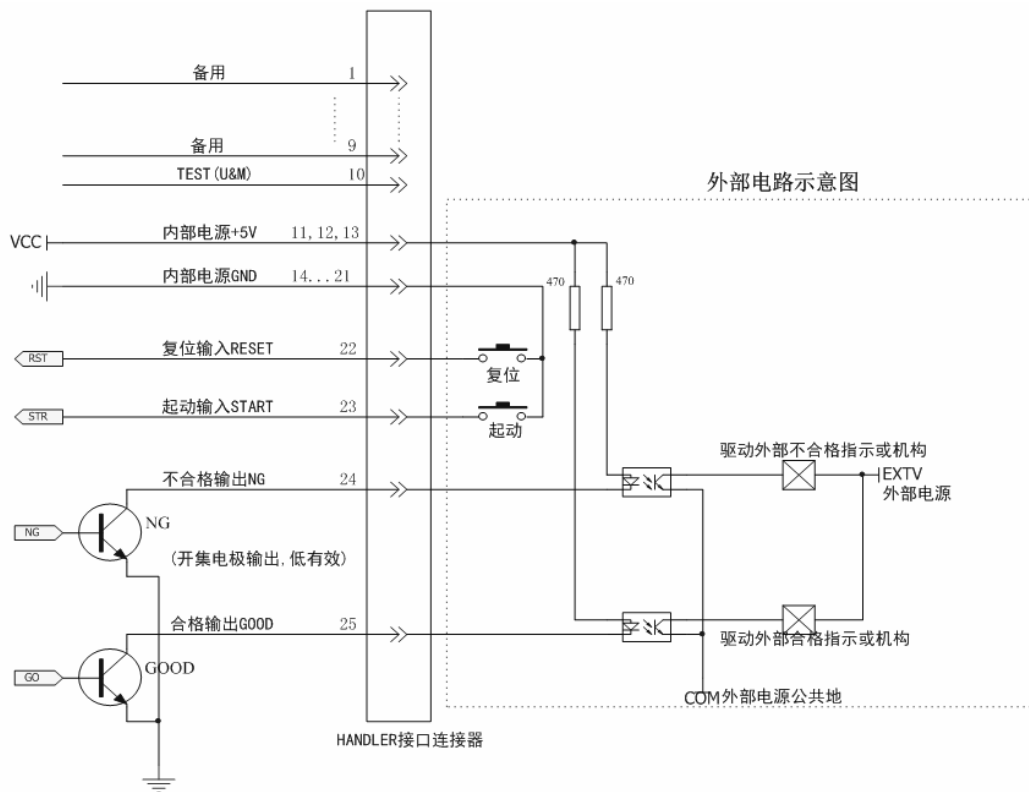 备用 1
备用 9
TEST(U&M) 10
外部电路示意图
VCC 内部电源+5V 11,12,13
内部电源GND 14...21
470 470
RST 复位输入RESET 22
复位
STR 起动输入START 23
起动
驱动外部不合格指示或机构
不合格输出NG 24
EXTV
外部电源
NG NG
(开集电极输出,低有效)
合格输出GOOD 25
驱动外部合格指示或机构
GO GOOD
COM外部电源公共地
HANDLER接口连接器